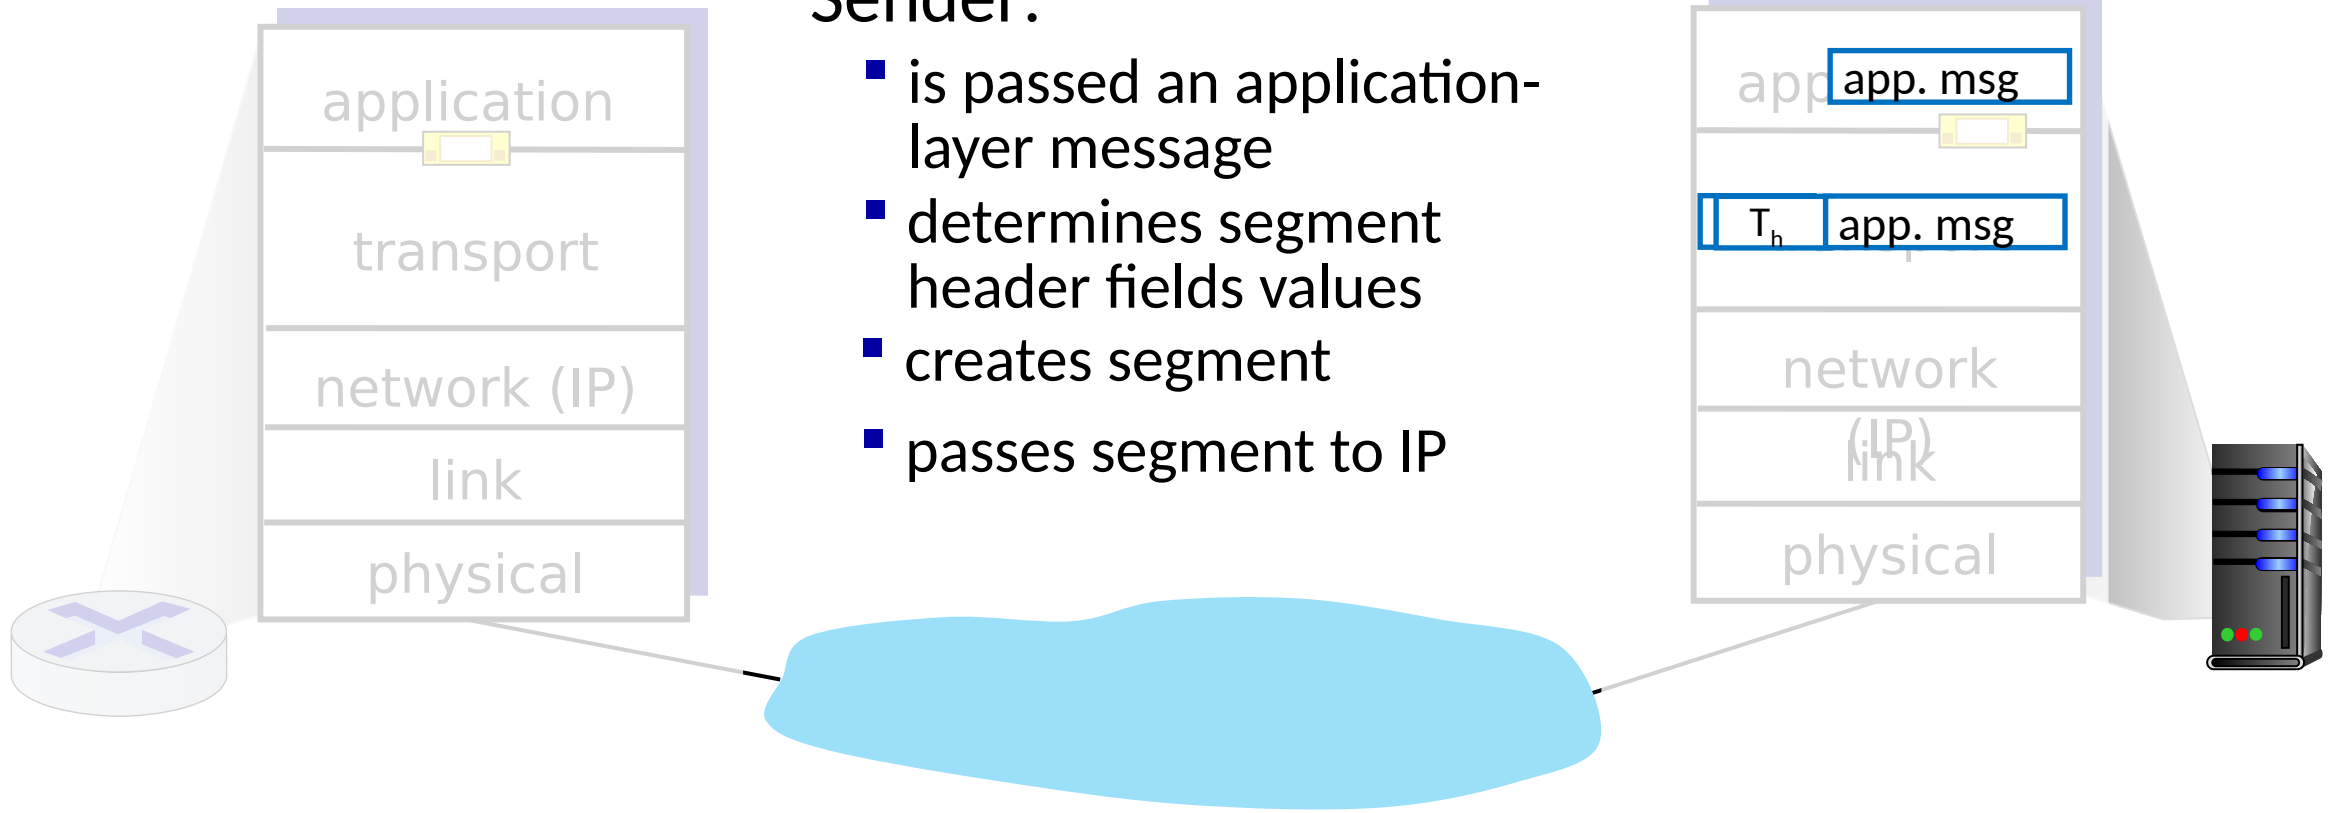 Sender:
is passed an application-
layer message
determines segment
header fields values
creates segment
passes segment to IP
application
transport
network (IP)
link
physical
app. msg
Th app. msg
network
(IP)
link
physical